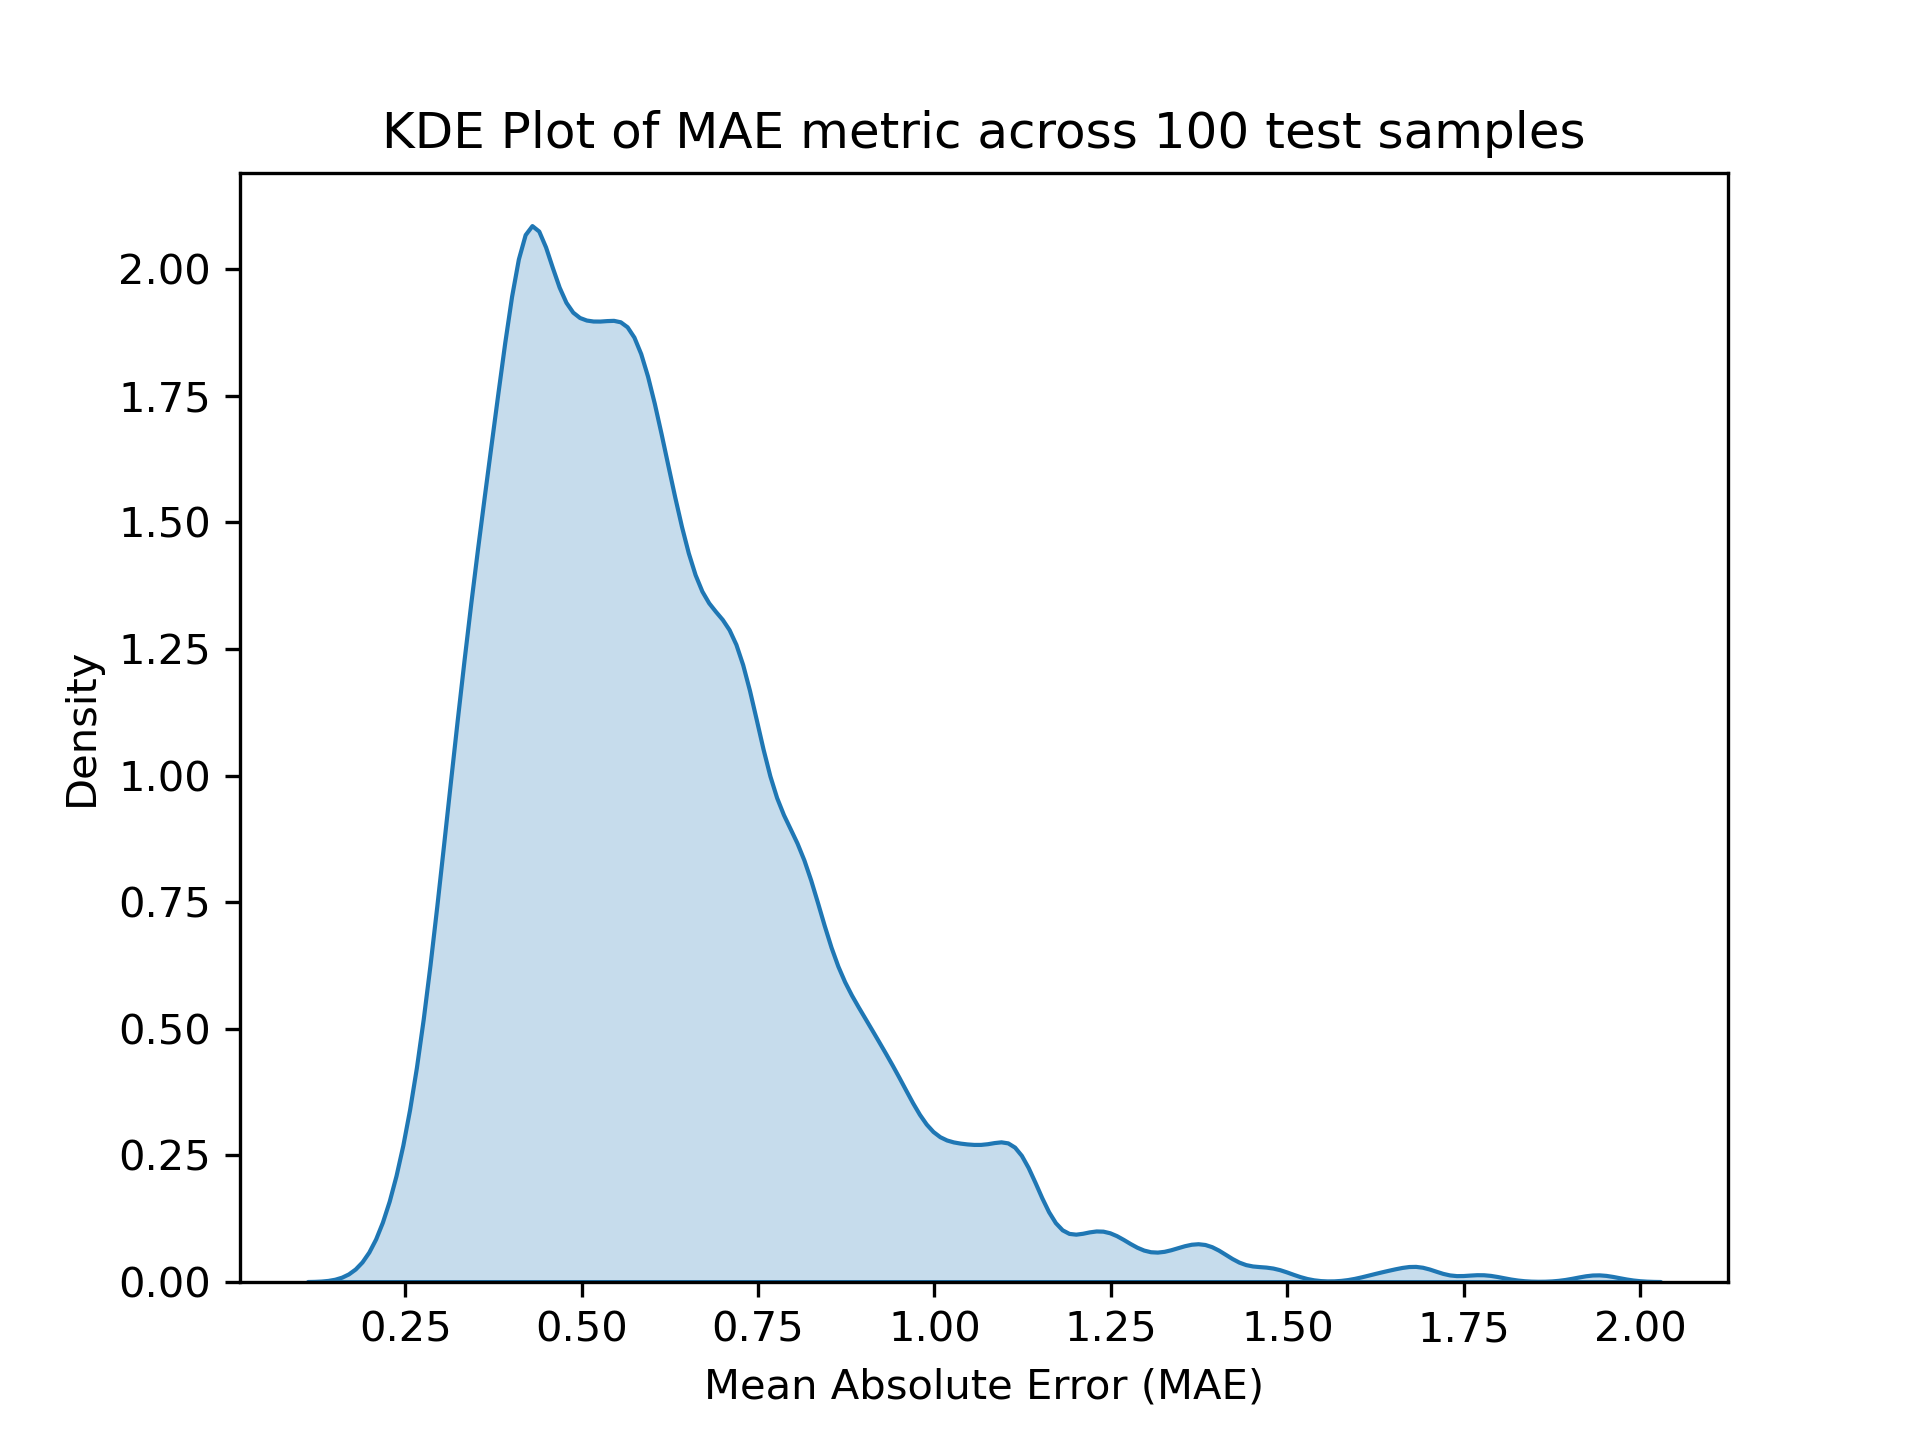 KDE Plot of MAE metric across 100 test samples
Density
2.00
1.75
1.50
1.25
1.00
0.75
0.50
0.25
0.00
0.25 0.50 0.75 1.00 1.25 1.50 1.75 2.00
Mean Absolute Error (MAE)